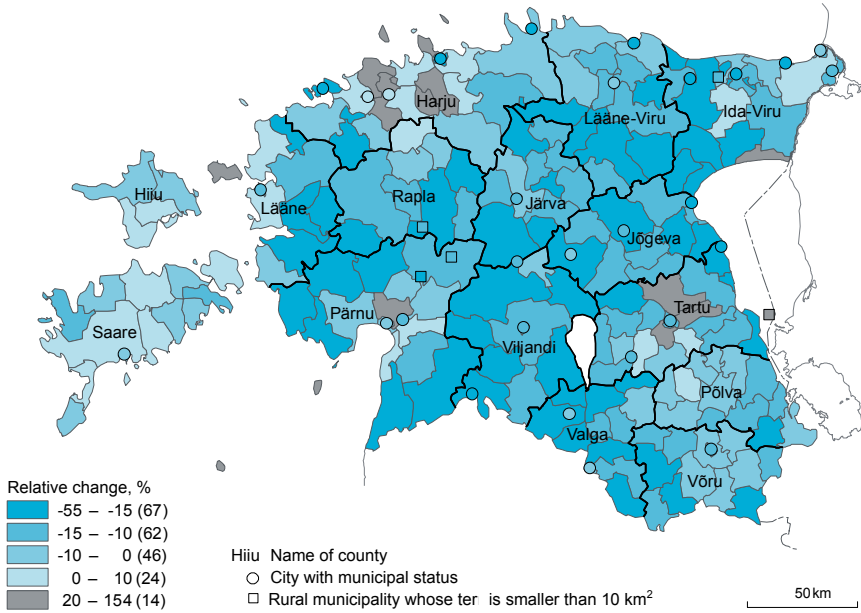 Harju
Lääne-Viru
Ida-Viru
Hiiu
Lääne
Rapla
Järva
Jõgeva
Saare
Pärnu
Viljandi
Tartu
Põlva
Valga
Võru
Relative change, %
-55 – -15 (67)
-15 – -10 (62)
-10 – 0 (46)
0 – 10 (24)
20 – 154 (14)
Hiiu Name of county
City with municipal status
Rural municipality whose ter is smaller than 10 km²
50 km